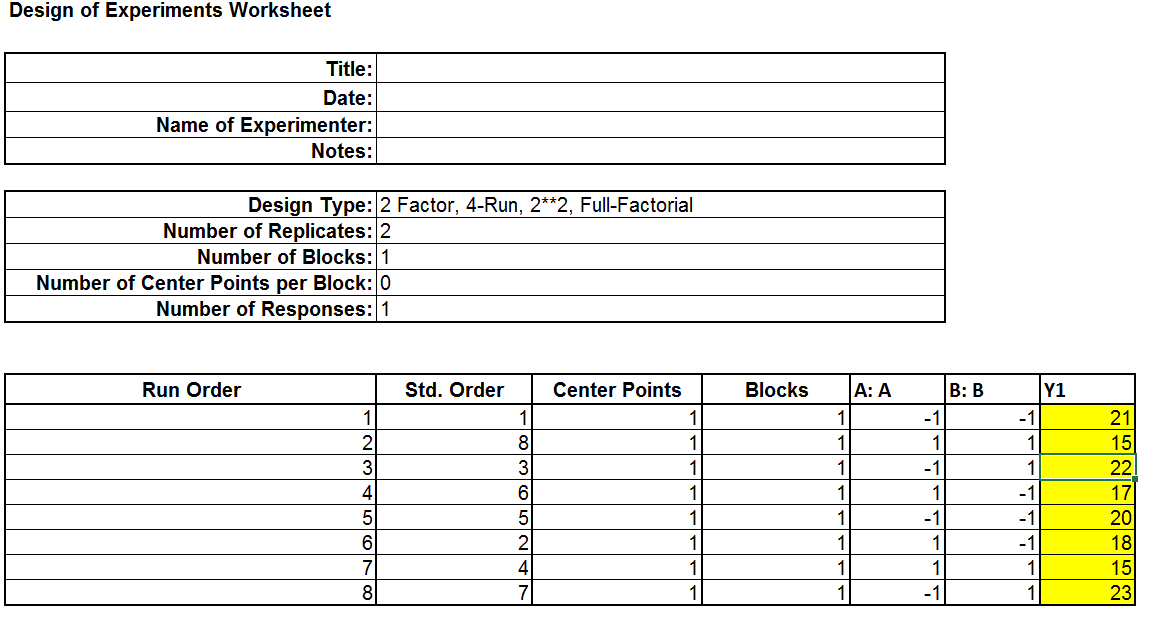 Design of Experiments Worksheet
Title:
Date:
Name of Experimenter:
Notes:
Design Type: 2 Factor, 4-Run, 2**2, Full-Factorial
Number of Replicates: 2
Number of Blocks: 1
Number of Center Points per Block: 0
Number of Responses: 1
Run Order Std. Order Center Points Blocks A: A B: B Y1
1 1 1 1 -1 -1 21
2 8 1 1 1 1 15
3 3 1 1 -1 1 22
4 6 1 1 1 -1 17
5 5 1 1 -1 -1 20
6 2 1 1 1 -1 18
7 4 1 1 1 1 15
8 7 1 1 -1 1 23